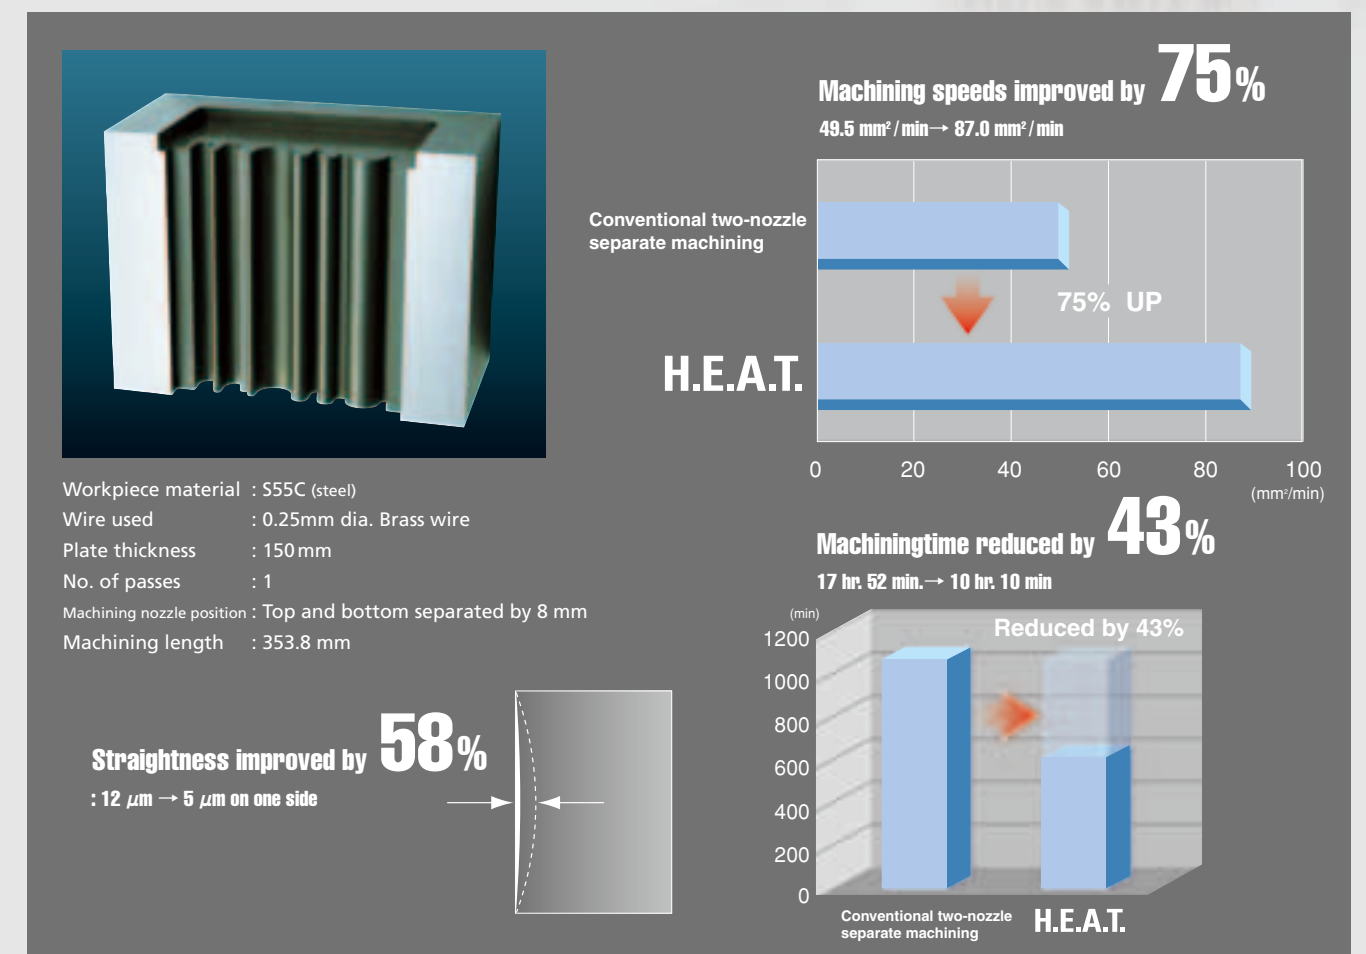 Machining speeds improved by 75%
49.5 mm²/min→ 87.0 mm²/min
Conventional two-nozzle
separate machining
75% UP
H.E.A.T.
0 20 40 60 80 100
(mm²/min)
Workpiece material : S55C (steel)
Wire used : 0.25mm dia. Brass wire
Plate thickness : 150mm
No. of passes : 1
Machining nozzle position : Top and bottom separated by 8 mm
Machining length : 353.8 mm
Straightness improved by 58%
: 12 μm → 5 μm on one side
Machiningtime reduced by 43%
17 hr. 52 min.→ 10 hr. 10 min
(min)
Reduced by 43%
1200
1000
800
600
400
200
0
Conventional two-nozzle
separate machining
H.E.A.T.